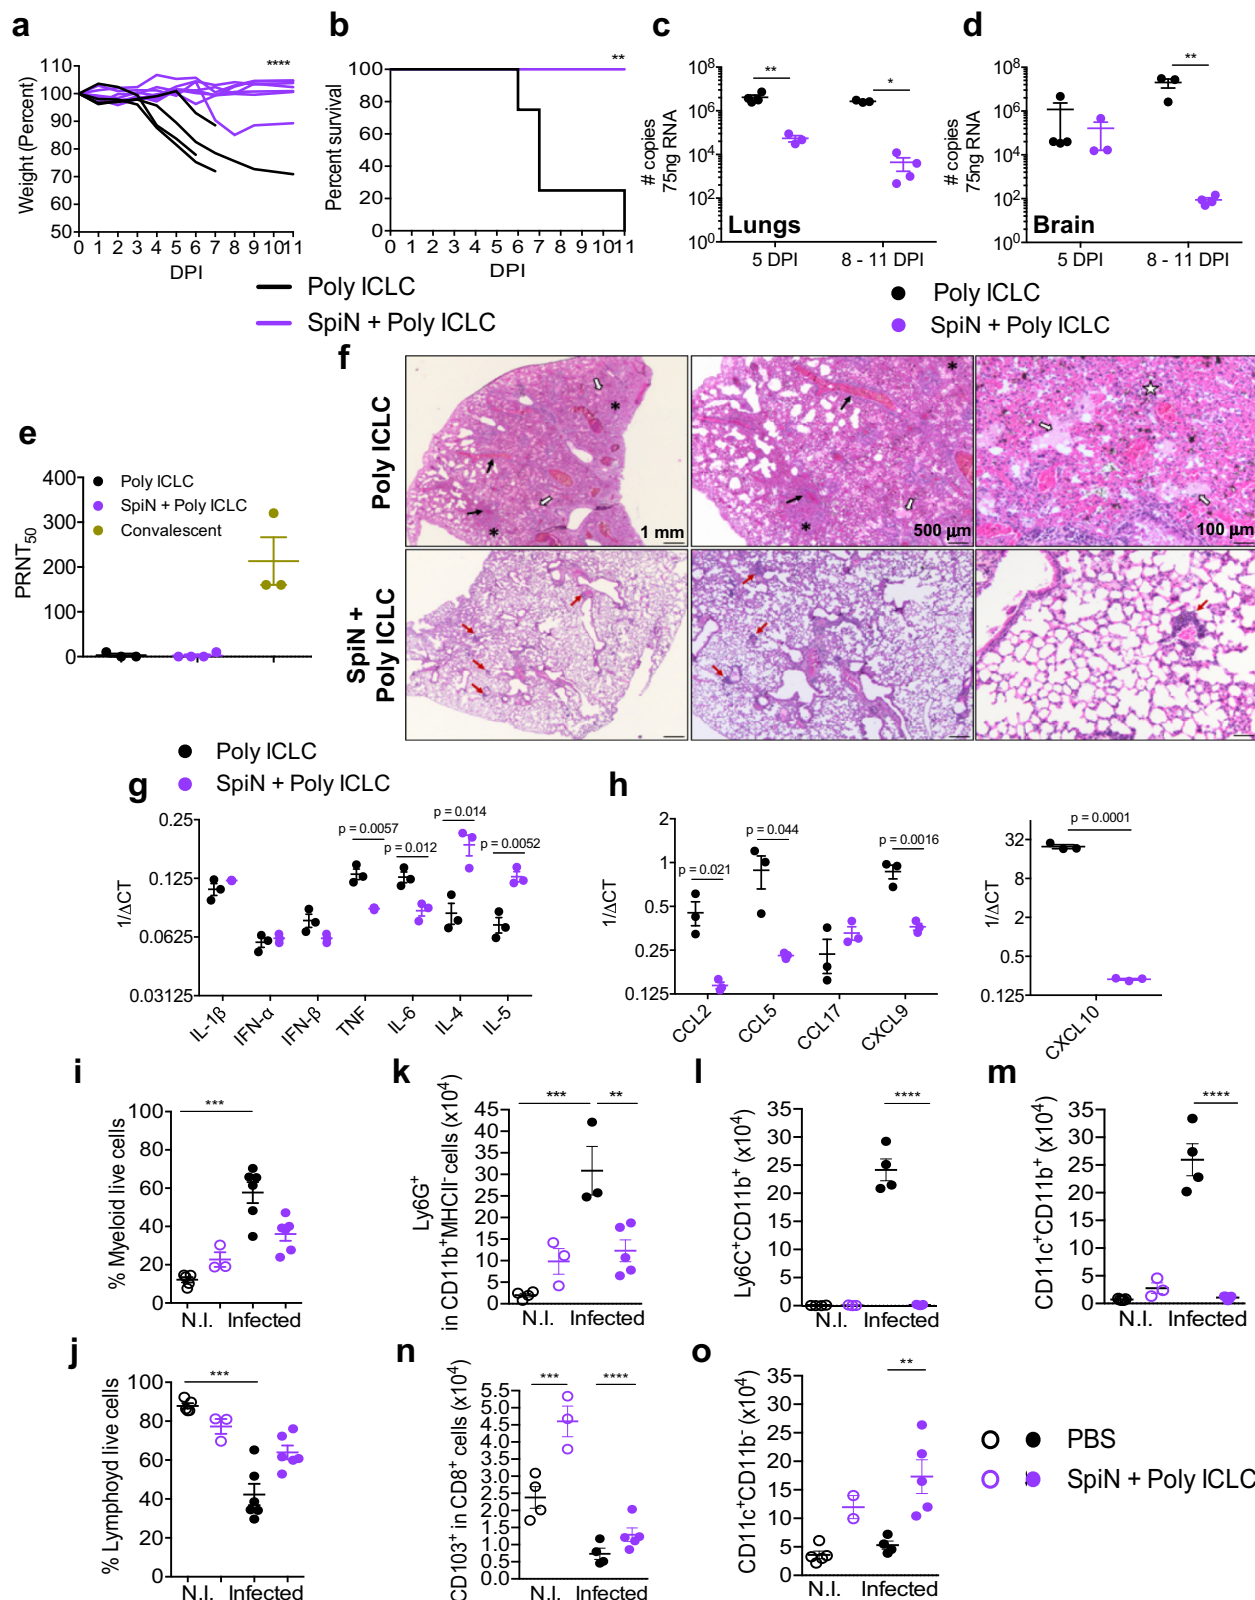 a
Weight (Percent)
110
100
90
80
70
60
50
0 1 2 3 4 5 6 7 8 9 10 11
DPI
****
b
Percent survival
100
80
60
40
20
0
0 1 2 3 4 5 6 7 8 9 10 11
DPI
**
c
# copies
75ng RNA
10^8
10^6
10^4
10^2
10^0
** *
Lungs
5 DPI 8 - 11 DPI
d
# copies
75ng RNA
10^8
10^6
10^4
10^2
10^0
**
Brain
5 DPI 8 - 11 DPI
Poly ICLC
SpiN + Poly ICLC
Poly ICLC
SpiN + Poly ICLC
e
PRNT50
400
300
200
100
0
Poly ICLC
SpiN + Poly ICLC
Convalescent
f
Poly ICLC
* * 1 mm
* * 500 µm
100 µm
SpiN +
Poly ICLC
Poly ICLC
SpiN + Poly ICLC
g
1/ΔCT
0.25
0.125
0.0625
0.03125
p = 0.0057
p = 0.012
p = 0.014
p = 0.0052
IL-1β IFN-α IFN-β TNF IL-6 IL-4 IL-5
h
1/ΔCT
2
1
0.5
0.25
0.125
p = 0.021
p = 0.044
p = 0.0016
CCL2 CCL5 CCL17 CXCL9
1/ΔCT
32
8
2
0.5
0.125
p = 0.0001
CXCL10
i
% Myeloid live cells
100
80
60
40
20
0
***
N.I. Infected
k
Ly6G+
in CD11b+MHCII- cells (x10^4)
45
40
35
30
25
20
15
10
5
0
*** **
N.I. Infected
l
Ly6C+CD11b+ (x10^4)
35
30
25
20
15
10
5
0
****
N.I. Infected
m
CD11c+CD11b+ (x10^4)
35
30
25
20
15
10
5
0
****
N.I. Infected
j
% Lymphoyd live cells
100
80
60
40
20
0
***
N.I. Infected
n
CD103+ in CD8+ cells (x10^4)
5.5
5.0
4.5
4.0
3.5
3.0
2.5
2.0
1.5
1.0
0.5
0.0
*** ****
N.I. Infected
o
CD11c+CD11b- (x10^4)
35
30
25
20
15
10
5
0
**
N.I. Infected
PBS
SpiN + Poly ICLC